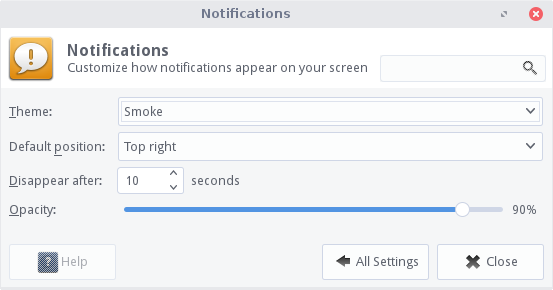 Notifications
Notifications
Customize how notifications appear on your screen
Theme: Smoke
Default position: Top right
Disappear after: 10 seconds
Opacity: 90%
Help All Settings Close